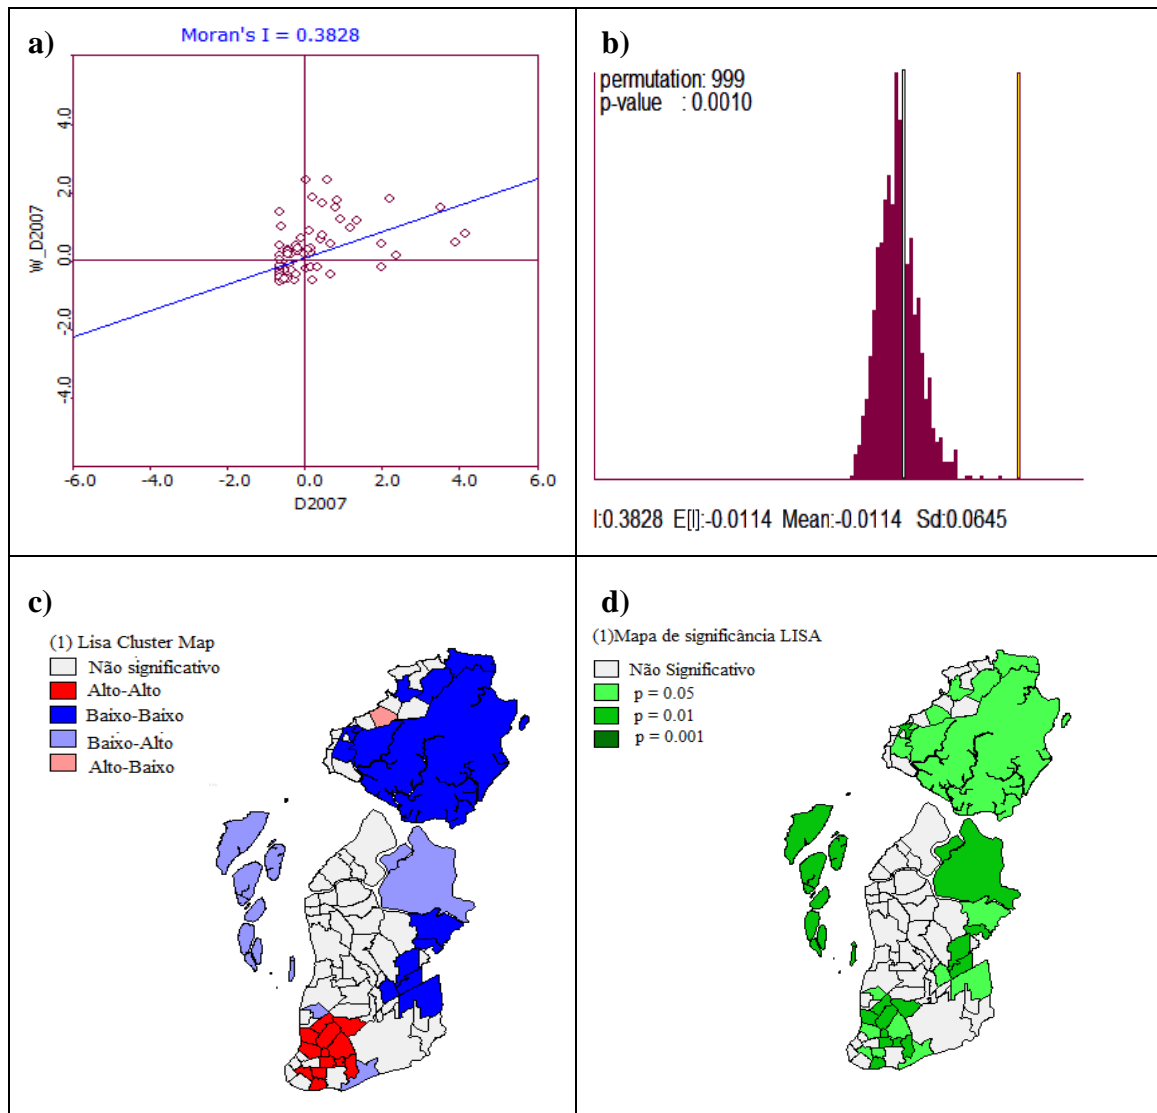 a)
Moran's I = 0.3828
4.0
2.0
0.0
-2.0
-4.0
W_D2007
-6.0 -4.0 -2.0 0.0 2.0 4.0 6.0
D2007
b)
permutation: 999
p-value : 0.0010
I:0.3828 E[I]:-0.0114 Mean:-0.0114 Sd:0.0645
c)
(1) Lisa Cluster Map
Não significativo
Alto-Alto
Baixo-Baixo
Baixo-Alto
Alto-Baixo
d)
(1)Mapa de significância LISA
Não Significativo
p = 0.05
p = 0.01
p = 0.001